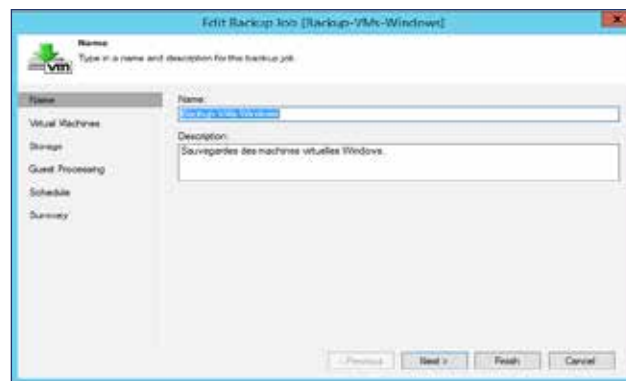 Edit Backup Job [Backup-VMs-Windows]
Name
Type in a name and description for this backup job.
vm
Name
Virtual Machines
Storage
Guest Processing
Schedule
Summary
Name:
Backup-VMs-Windows
Description:
Sauvegardes des machines virtuelles Windows.
< Previous
Next >
Finish
Cancel